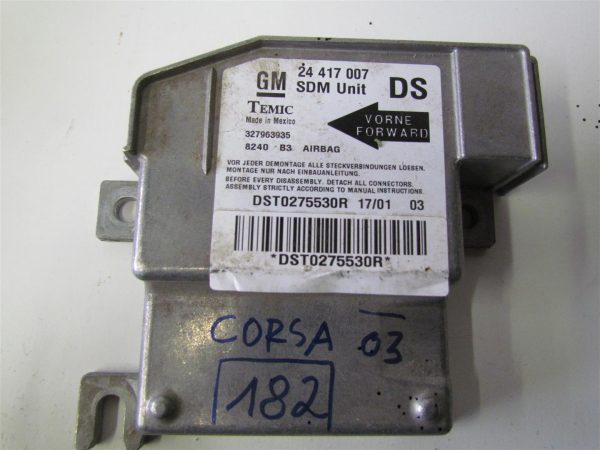 GM 24 417 007 DS
SDM Unit
TEMIC
Made in Mexico
VORNE
FORWARD
327963935
8240 B3 AIRBAG
VOR JEDER DEMONTAGE ALLE STECKVERBINDUNGEN LOESEN.
MONTAGE NUR NACH EINBAUANLEITUNG.
BEFORE EVERY DISASSEMBLY, DETACH ALL CONNECTORS.
ASSEMBLY STRICTLY ACCORDING TO MANUAL INSTRUCTIONS.
DST0275530R 17/01 03
*DST0275530R*
CORSA 03
182